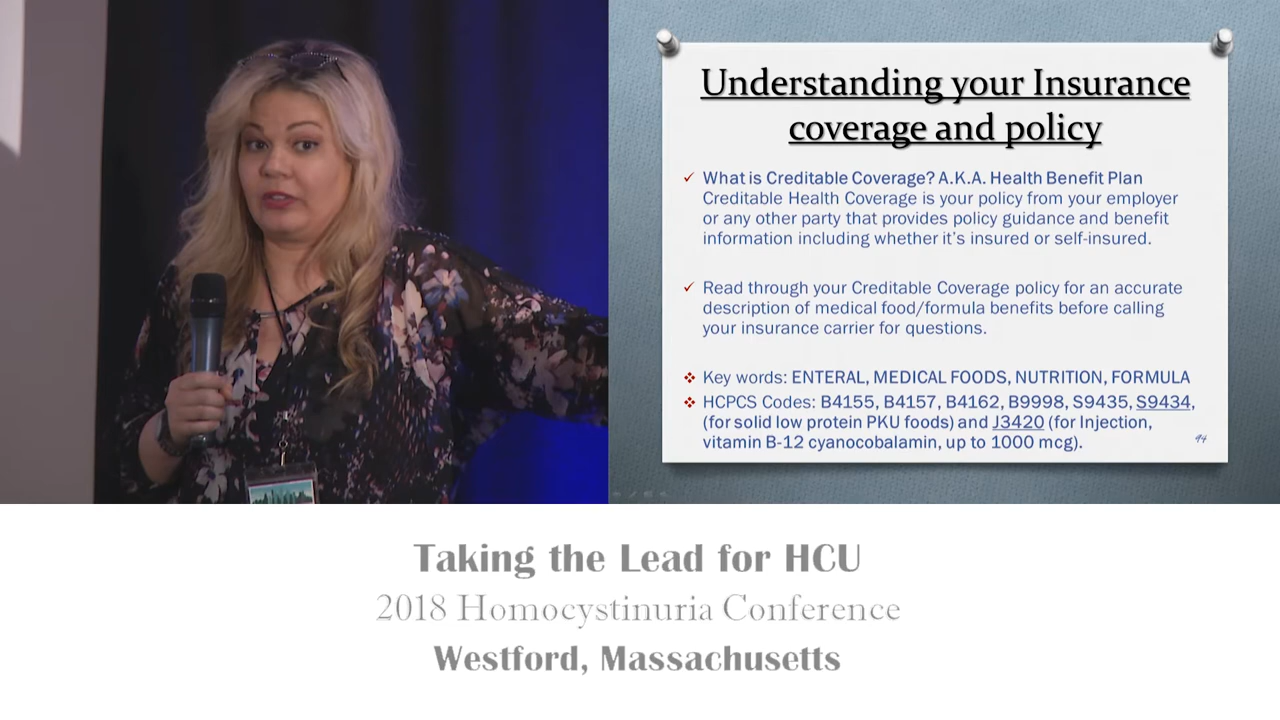 Understanding your Insurance
coverage and policy
What is Creditable Coverage? A.K.A. Health Benefit Plan
Creditable Health Coverage is your policy from your employer
or any other party that provides policy guidance and benefit
information including whether it's insured or self-insured.
Read through your Creditable Coverage policy for an accurate
description of medical food/formula benefits before calling
your insurance carrier for questions.
Key words: ENTERAL, MEDICAL FOODS, NUTRITION, FORMULA
HCPCS Codes: B4155, B4157, B4162, B9998, S9435, S9434,
(for solid low protein PKU foods) and J3420 (for Injection,
vitamin B-12 cyanocobalamin, up to 1000 mcg).
44
Taking the Lead for HCU
2018 Homocystinuria Conference
Westford, Massachusetts